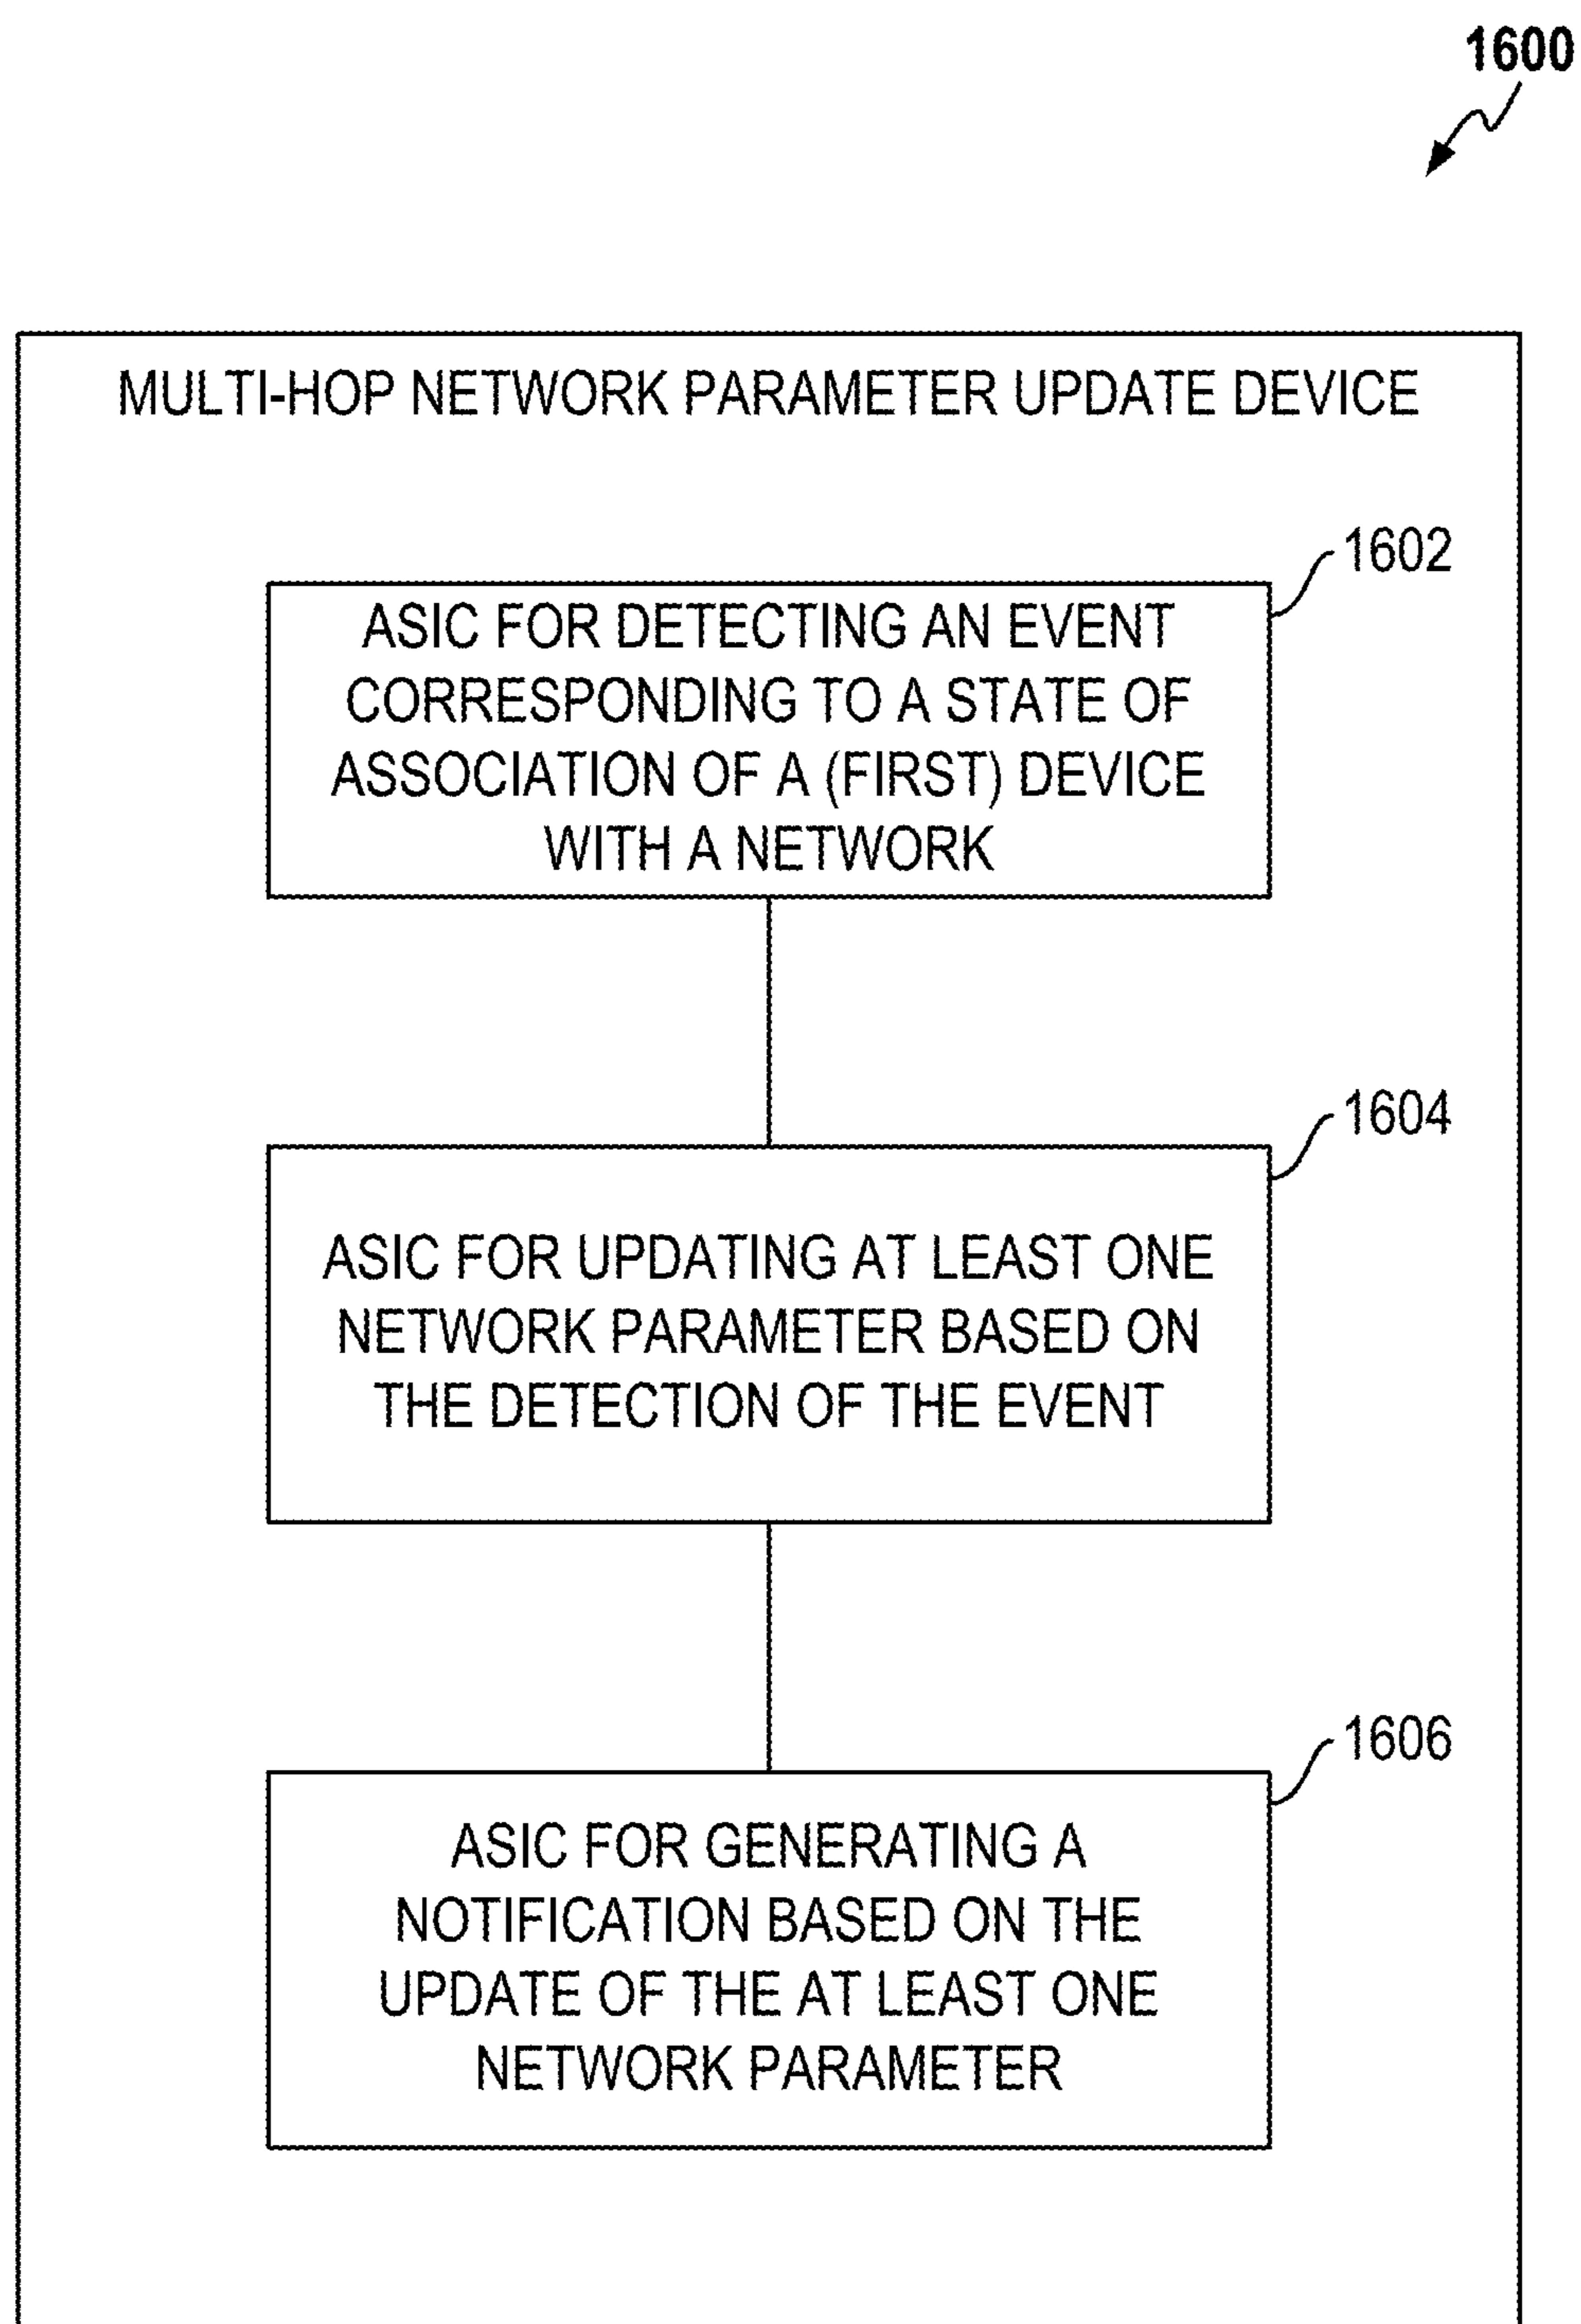 1600
MULTI-HOP NETWORK PARAMETER UPDATE DEVICE
1602
ASIC FOR DETECTING AN EVENT
CORRESPONDING TO A STATE OF
ASSOCIATION OF A (FIRST) DEVICE
WITH A NETWORK
1604
ASIC FOR UPDATING AT LEAST ONE
NETWORK PARAMETER BASED ON
THE DETECTION OF THE EVENT
1606
ASIC FOR GENERATING A
NOTIFICATION BASED ON THE
UPDATE OF THE AT LEAST ONE
NETWORK PARAMETER